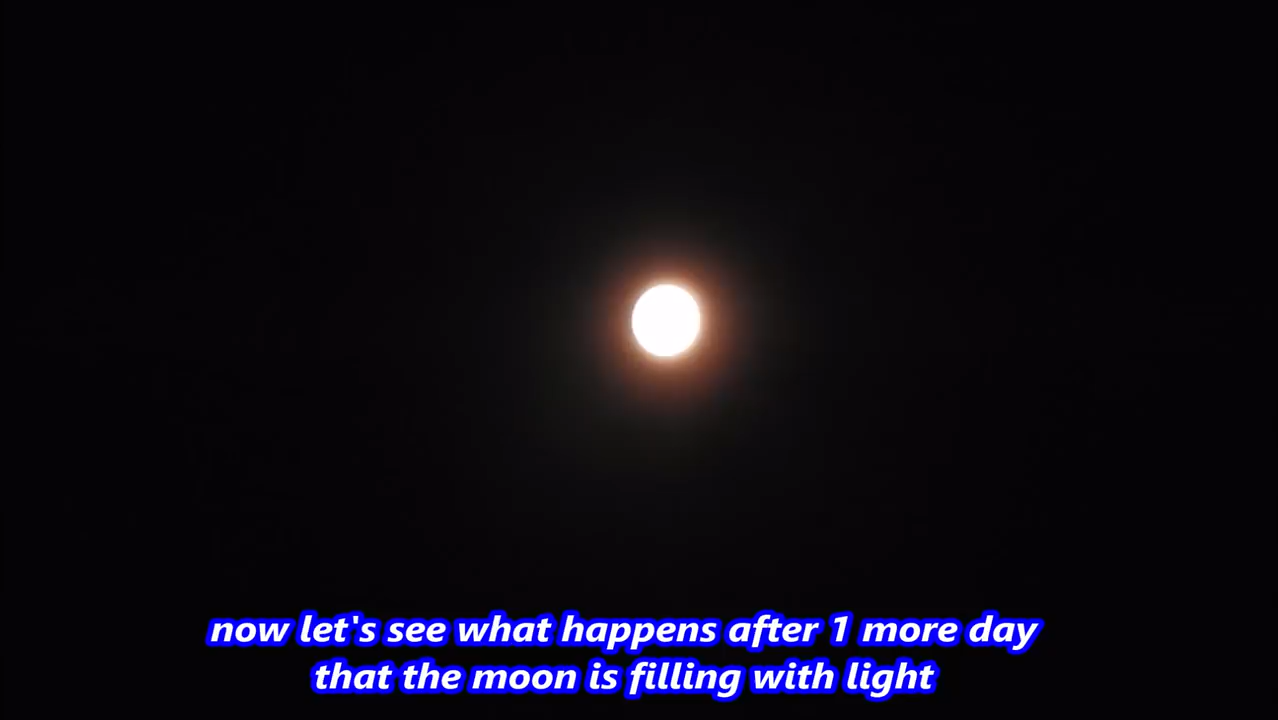 now let's see what happens after 1 more day
that the moon is filling with light